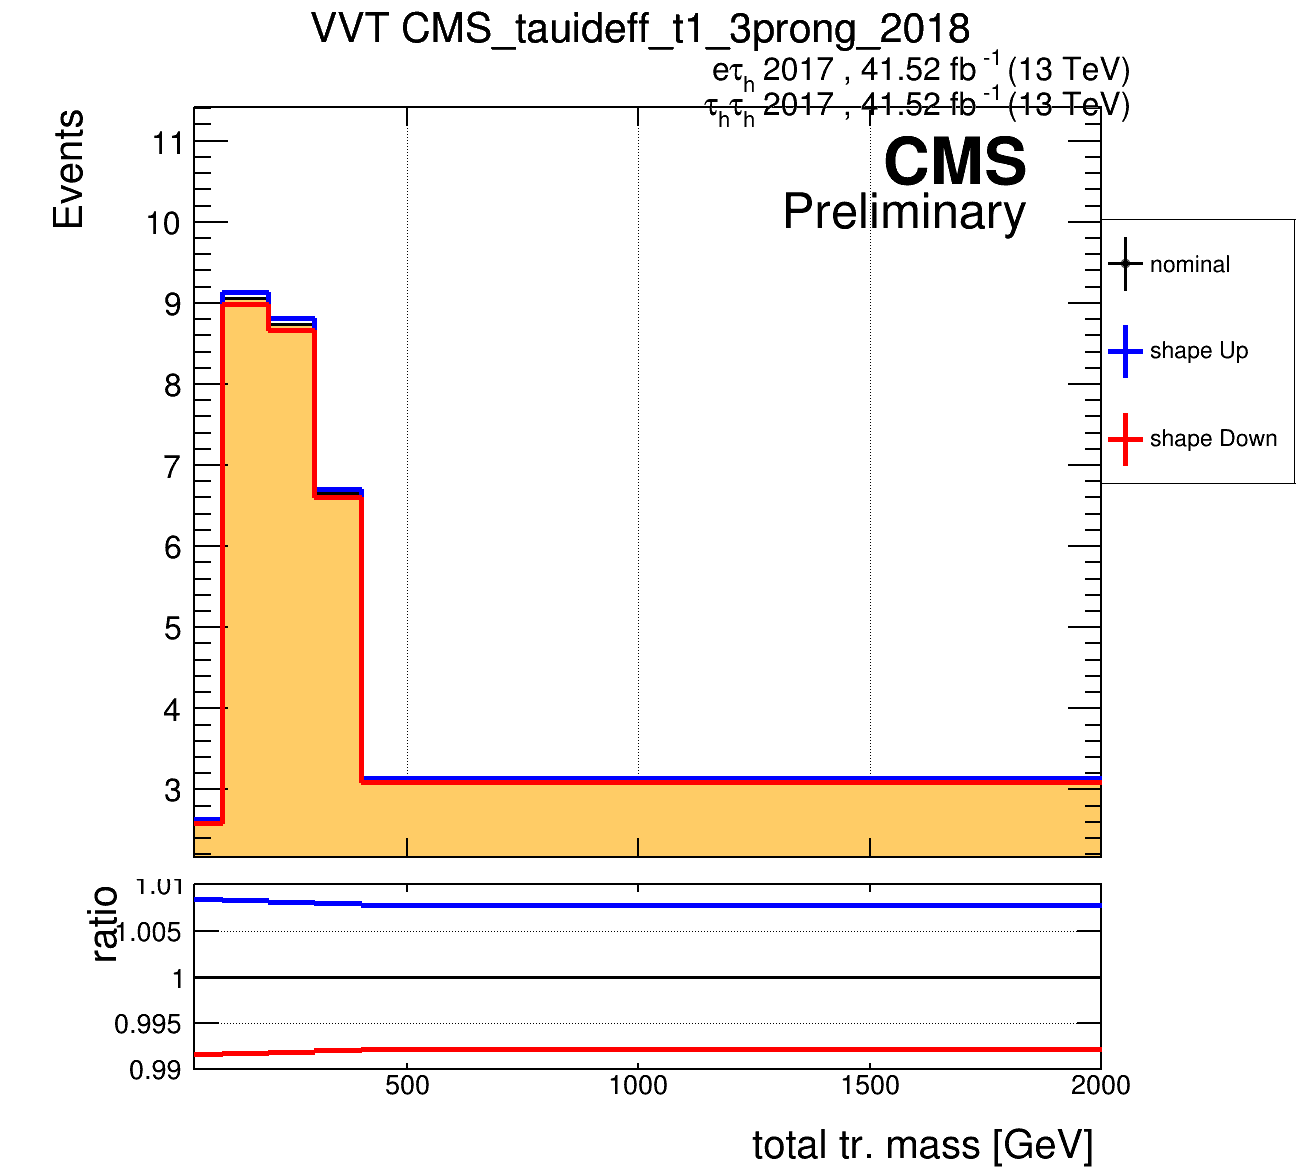 VVT CMS_tauideff_t1_3prong_2018
eτh 2017 , 41.52 fb -1 (13 TeV)
τhτh 2017 , 41.52 fb -1 (13 TeV)
Events
CMS
Preliminary
11
10
9
8
7
6
5
4
3
nominal
shape Up
shape Down
ratio
1.01
1.005
1
0.995
0.99
500 1000 1500 2000
total tr. mass [GeV]